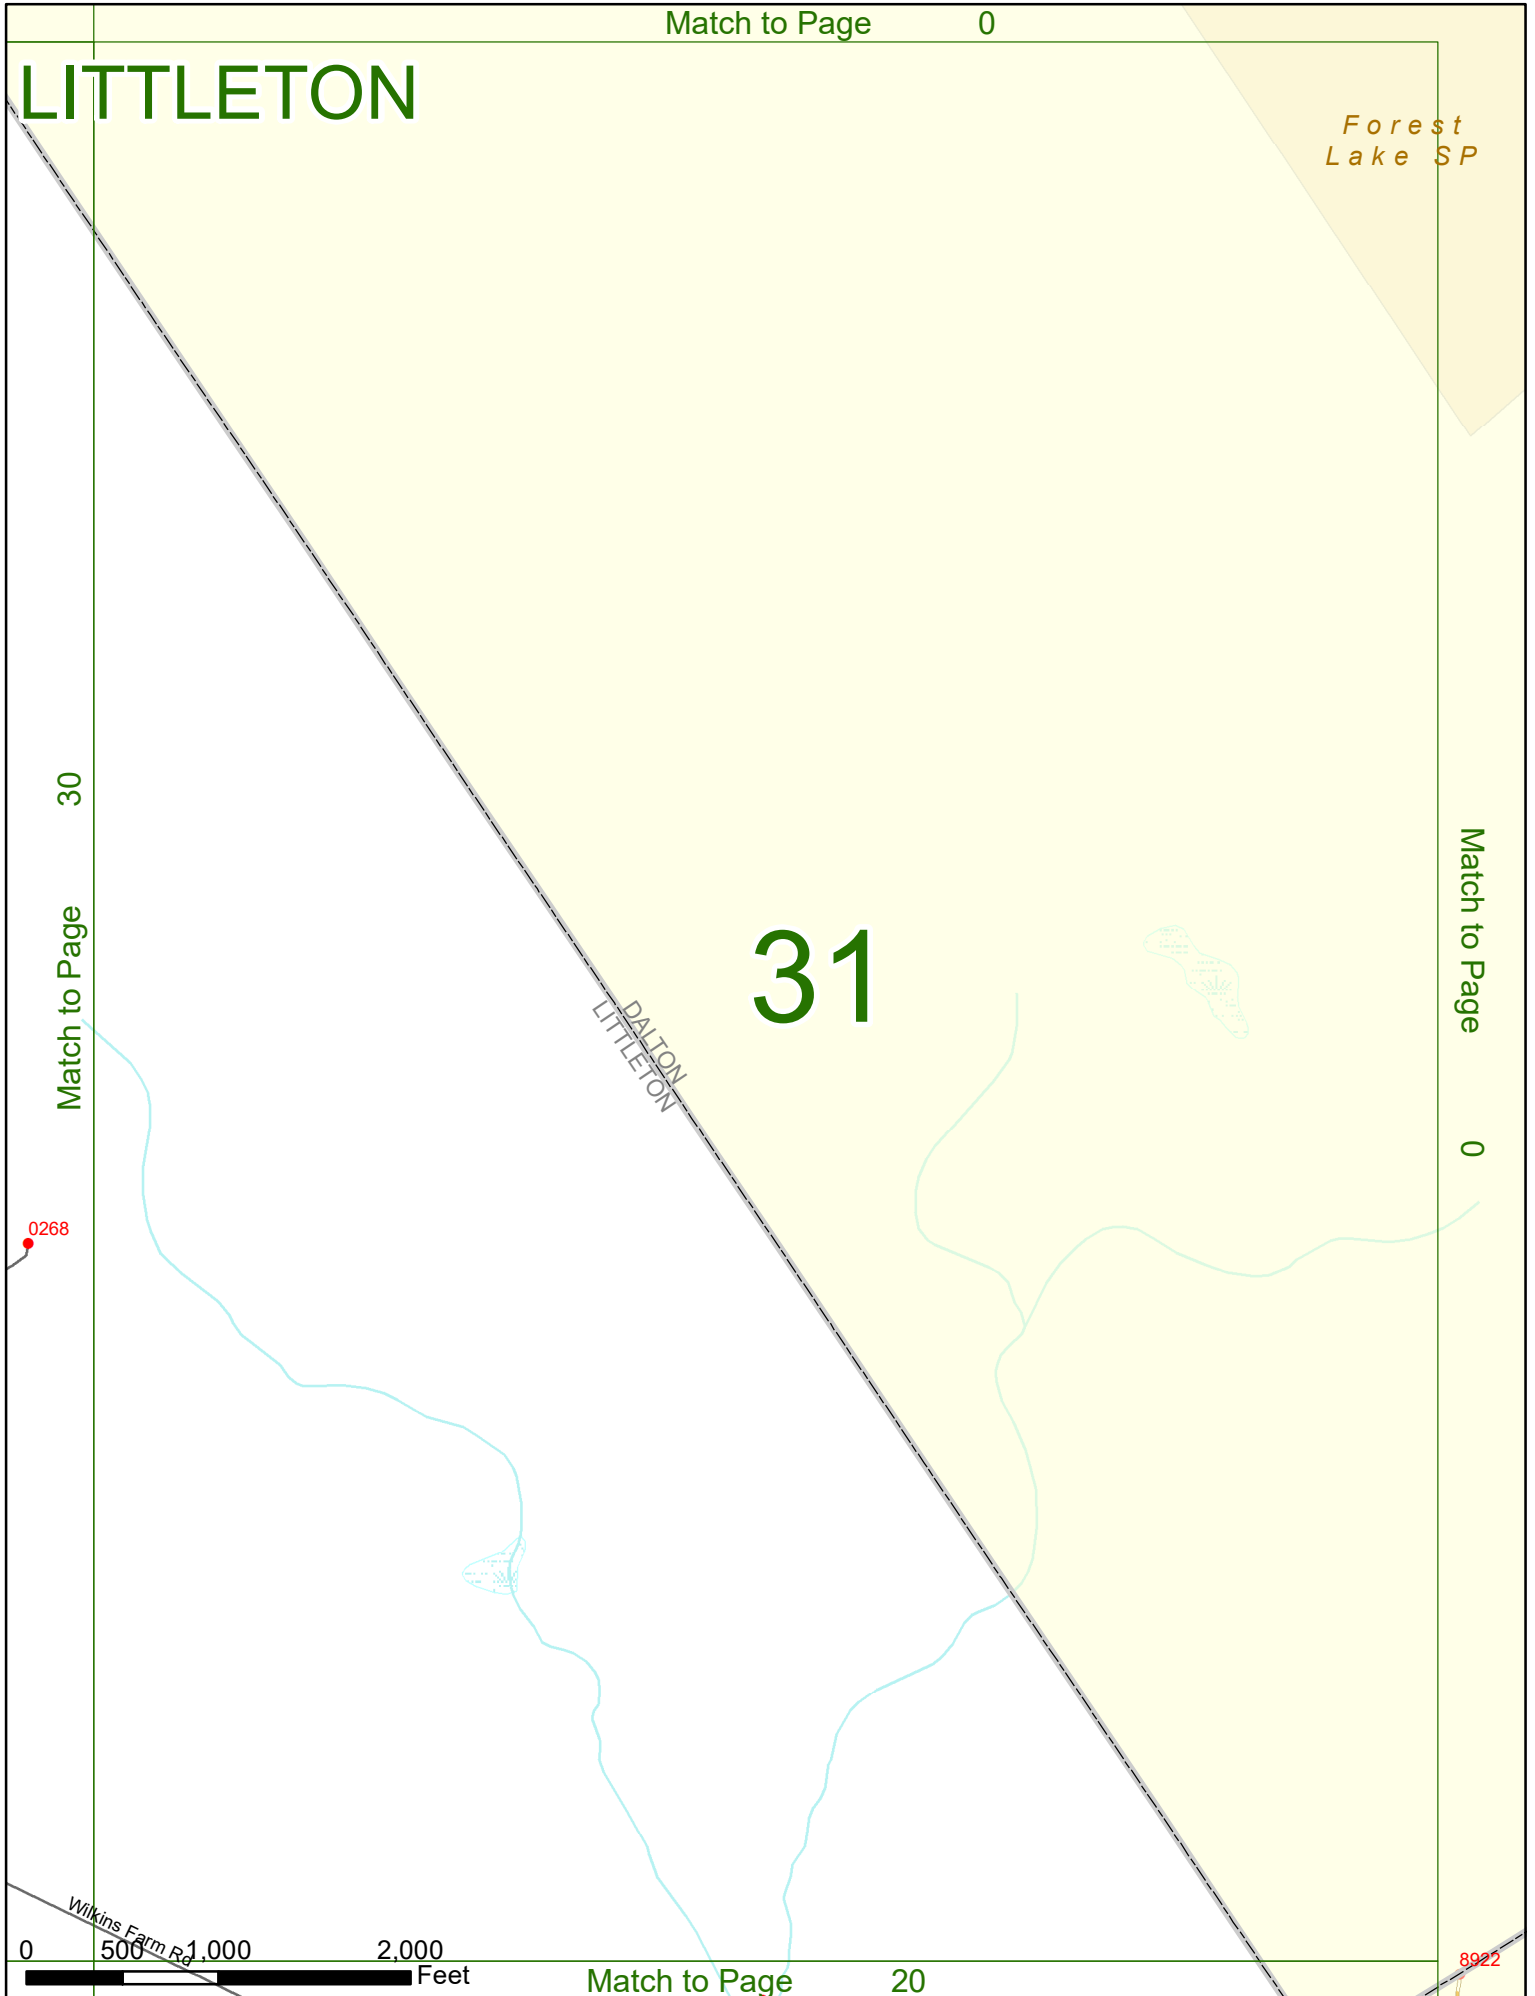 Match to Page 0
LITTLETON
Forest
Lake SP
Match to Page 30
31
Match to Page 0
DALTON
LITTLETON
0268
Wilkins Farm Rd
0 500 1,000 2,000
Feet
Match to Page 20
8922